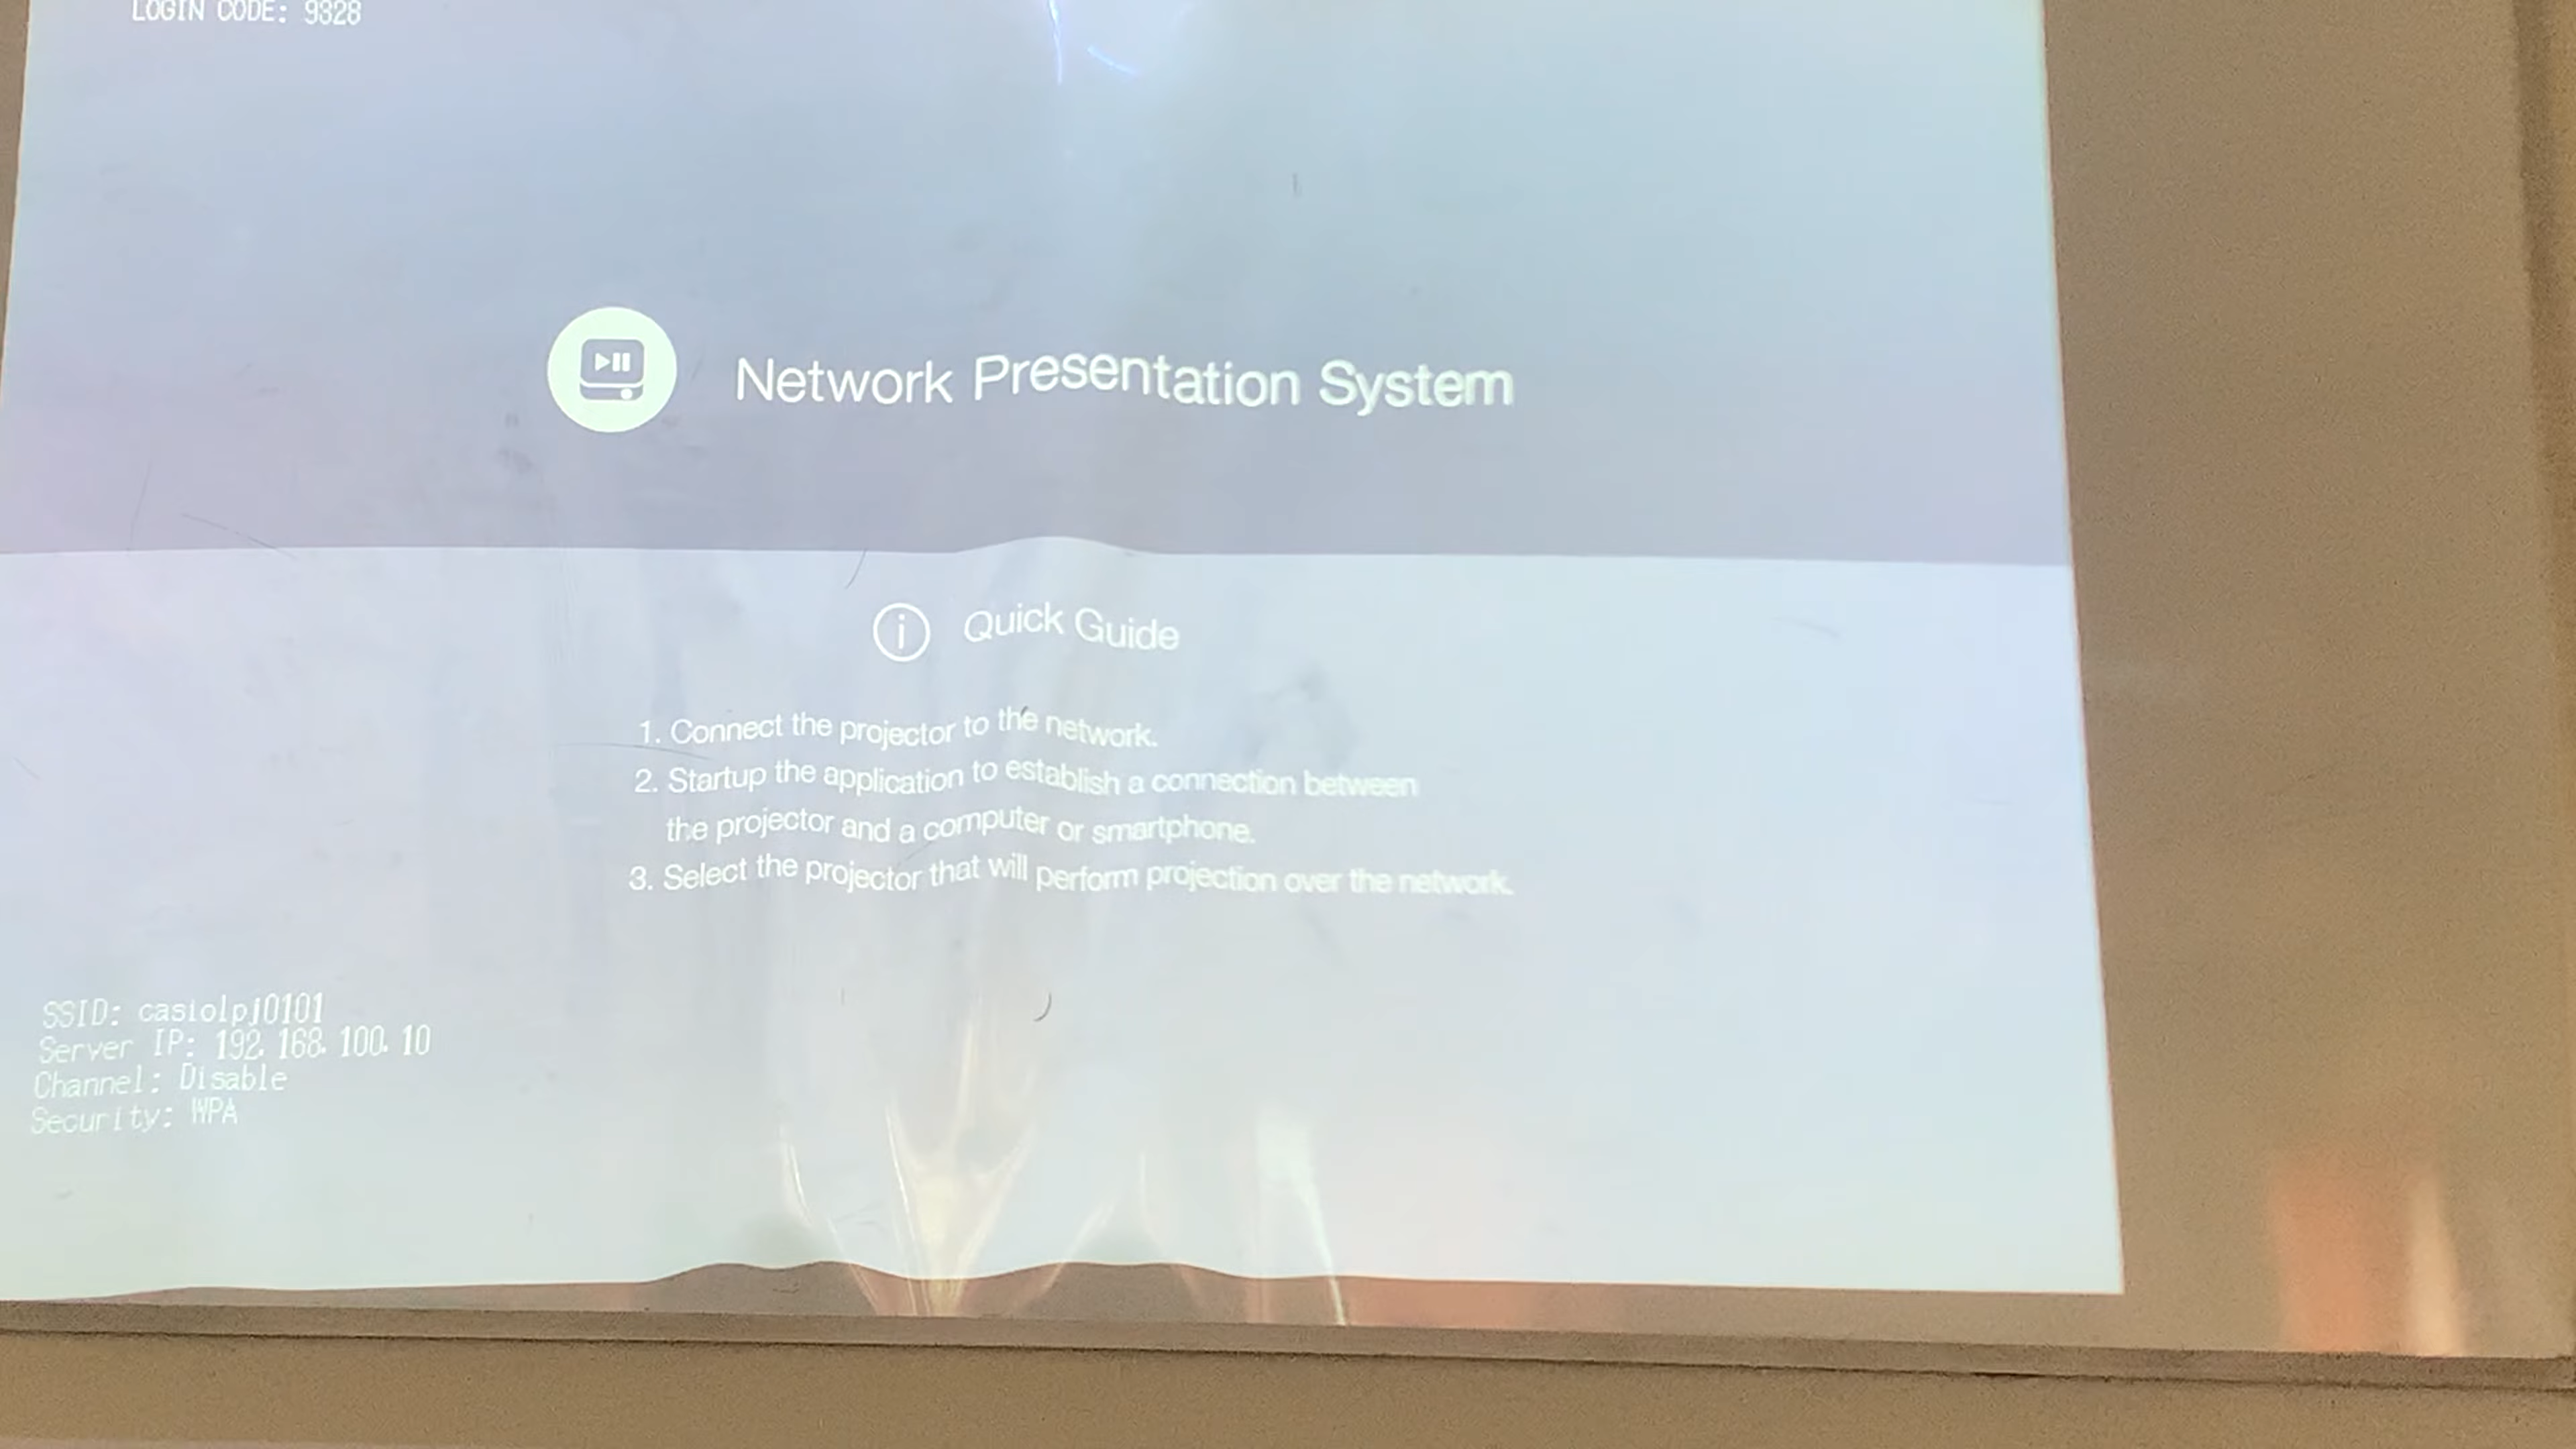 LOGIN CODE: 9328
Network Presentation System
i Quick Guide
1. Connect the projector to the network.
2. Startup the application to establish a connection between
the projector and a computer or smartphone.
3. Select the projector that will perform projection over the network.
SSID: casiolpj0101
Server IP: 192.168.100.10
Channel: Disable
Security: WPA